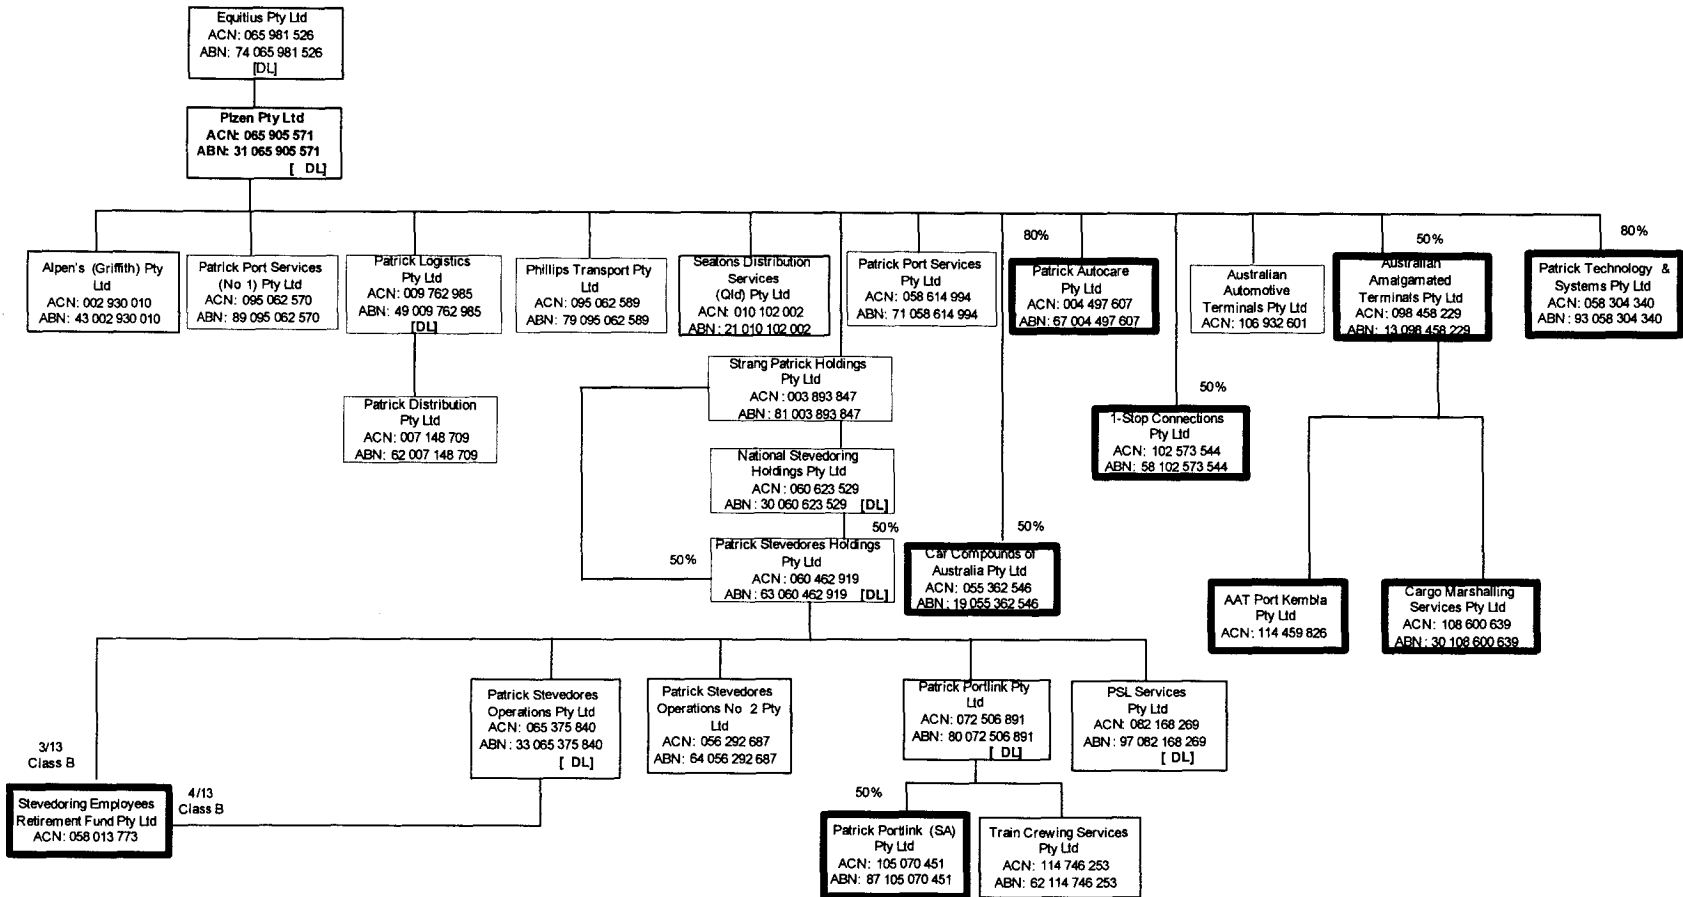 Equitius Pty Ltd
ACN: 065 981 526
ABN: 74 065 981 526
[DL]
Plzen Pty Ltd
ACN: 065 905 571
ABN: 31 065 905 571
[ DL]
Alpen's (Griffith) Pty
Ltd
ACN: 002 930 010
ABN: 43 002 930 010
Patrick Port Services
(No 1) Pty Ltd
ACN: 095 062 570
ABN: 89 095 062 570
Patrick Logistics
Pty Ltd
ACN: 009 762 985
ABN: 49 009 762 985
[DL]
Phillips Transport Pty
Ltd
ACN: 095 062 589
ABN: 79 095 062 589
Seatons Distribution
Services
(Qld) Pty Ltd
ACN: 010 102 002
ABN: 21 010 102 002
Patrick Port Services
Pty Ltd
ACN: 058 614 994
ABN: 71 058 614 994
80%
Patrick Autocare
Pty Ltd
ACN: 004 497 607
ABN: 67 004 497 607
Australian
Automotive
Terminals Pty Ltd
ACN: 106 932 601
50%
Australian
Amalgamated
Terminals Pty Ltd
ACN: 098 458 229
ABN: 13 098 458 229
80%
Patrick Technology &
Systems Pty Ltd
ACN: 058 304 340
ABN: 93 058 304 340
Patrick Distribution
Pty Ltd
ACN: 007 148 709
ABN: 62 007 148 709
Strang Patrick Holdings
Pty Ltd
ACN : 003 893 847
ABN : 81 003 893 847
50%
1-Stop Connections
Pty Ltd
ACN: 102 573 544
ABN: 58 102 573 544
National Stevedoring
Holdings Pty Ltd
ACN : 060 623 529
ABN : 30 060 623 529 [DL]
50%
50%
50%
Patrick Stevedores Holdings
Pty Ltd
ACN : 060 462 919
ABN : 63 060 462 919 [DL]
Car Compounds of
Australia Pty Ltd
ACN: 055 362 546
ABN : 19 055 362 546
AAT Port Kembla
Pty Ltd
ACN: 114 459 826
Cargo Marshalling
Services Pty Ltd
ACN: 108 600 639
ABN: 30 108 600 639
Patrick Stevedores
Operations Pty Ltd
ACN: 065 375 840
ABN : 33 065 375 840
[ DL]
Patrick Stevedores
Operations No 2 Pty
Ltd
ACN : 056 292 687
ABN : 64 056 292 687
Patrick Portlink Pty
Ltd
ACN: 072 506 891
ABN: 80 072 506 891
[ DL]
PSL Services
Pty Ltd
ACN: 082 168 269
ABN : 97 082 168 269
[ DL]
3/13
Class B
4/13
Class B
Stevedoring Employees
Retirement Fund Pty Ltd
ACN: 058 013 773
50%
Patrick Portlink (SA)
Pty Ltd
ACN: 105 070 451
ABN: 87 105 070 451
Train Crewing Services
Pty Ltd
ACN: 114 746 253
ABN: 62 114 746 253